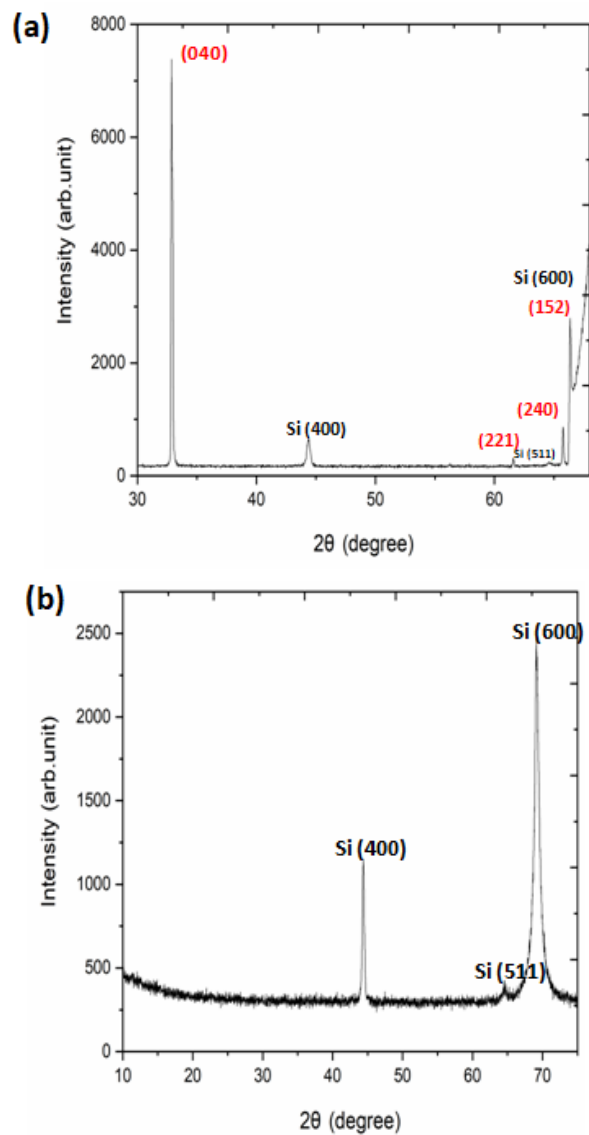 (a)
8000
(040)
6000
Intensity (arb.unit)
4000
Si (600)
(152)
2000
(240)
Si (400)
(221)
Si (511)
0
30 40 50 60
2θ (degree)
(b)
2500
Si (600)
2000
Intensity (arb.unit)
1500
Si (400)
1000
Si (511)
500
0
10 20 30 40 50 60 70
2θ (degree)